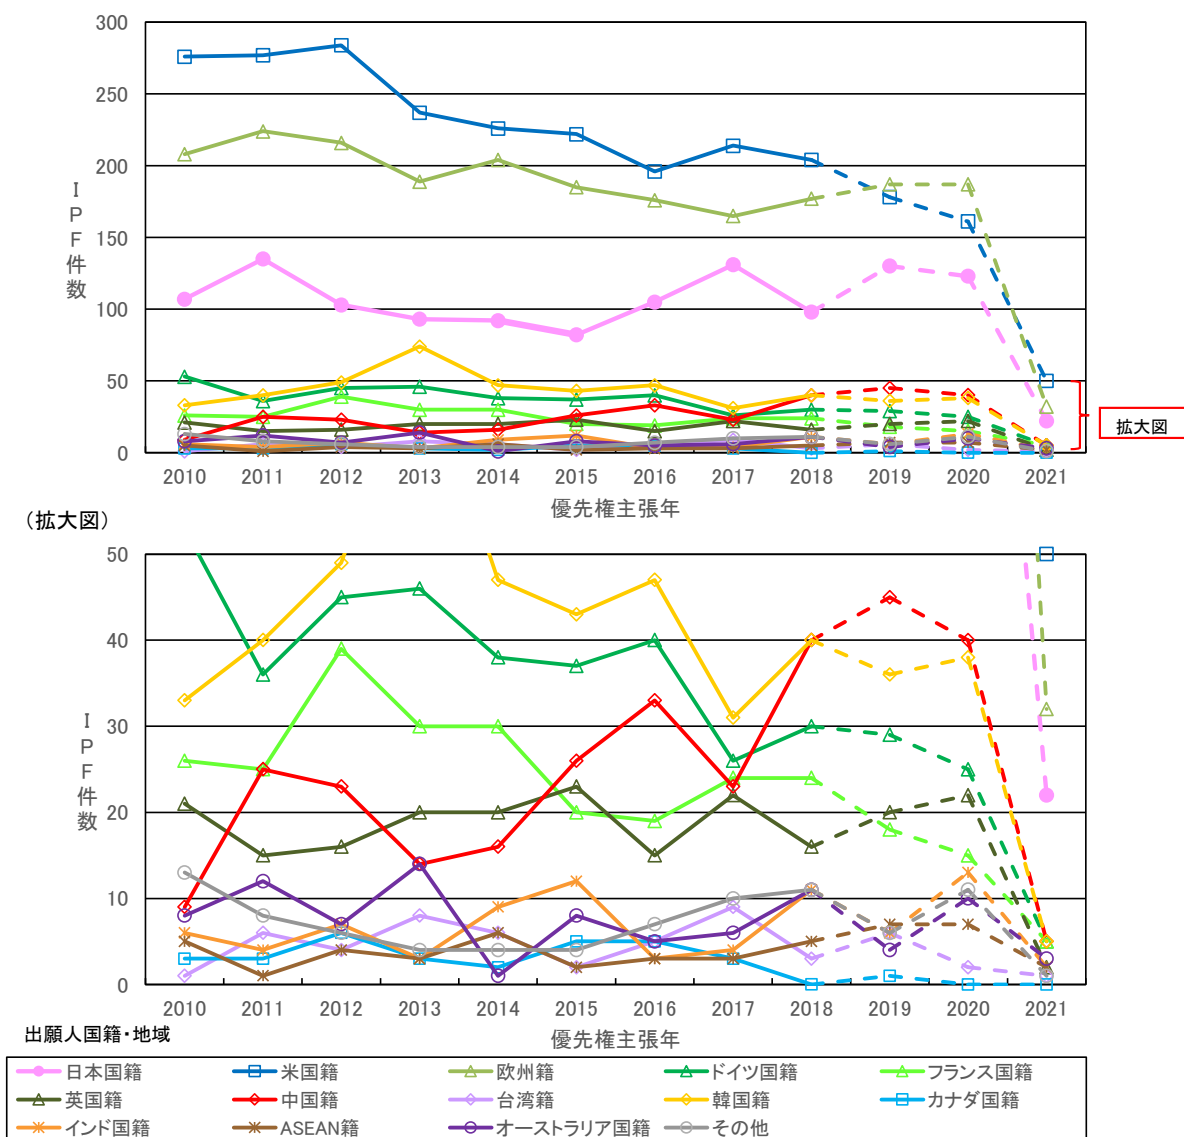 300
250
200
150
100
50
0
IPF件数
2010 2011 2012 2013 2014 2015 2016 2017 2018 2019 2020 2021
優先権主張年
拡大図
（拡大図）
50
40
30
20
10
0
IPF件数
2010 2011 2012 2013 2014 2015 2016 2017 2018 2019 2020 2021
優先権主張年
出願人国籍・地域
日本国籍 米国籍 欧州籍 ドイツ国籍 フランス国籍
英国籍 中国籍 台湾籍 韓国籍 カナダ国籍
インド国籍 ASEAN籍 オーストラリア国籍 その他